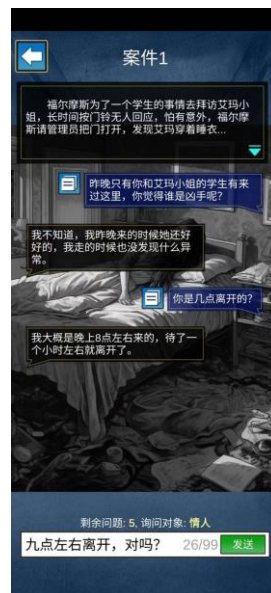 案件1
福尔摩斯为了一个学生的事情去拜访艾玛小
姐，长时间按门铃无人回应，怕有意外，福尔摩
斯请管理员把门打开，发现艾玛穿着睡衣...
昨晚只有你和艾玛小姐的学生有来
过这里，你觉得谁是凶手呢？
我不知道，我昨晚来的时候她还好
好的，我走的时候也没发现什么异
常。
你是几点离开的？
我大概是晚上8点左右来的，待了一
个小时左右就离开了。
剩余问题: 5, 询问对象: 情人
九点左右离开，对吗？ 26/99 发送